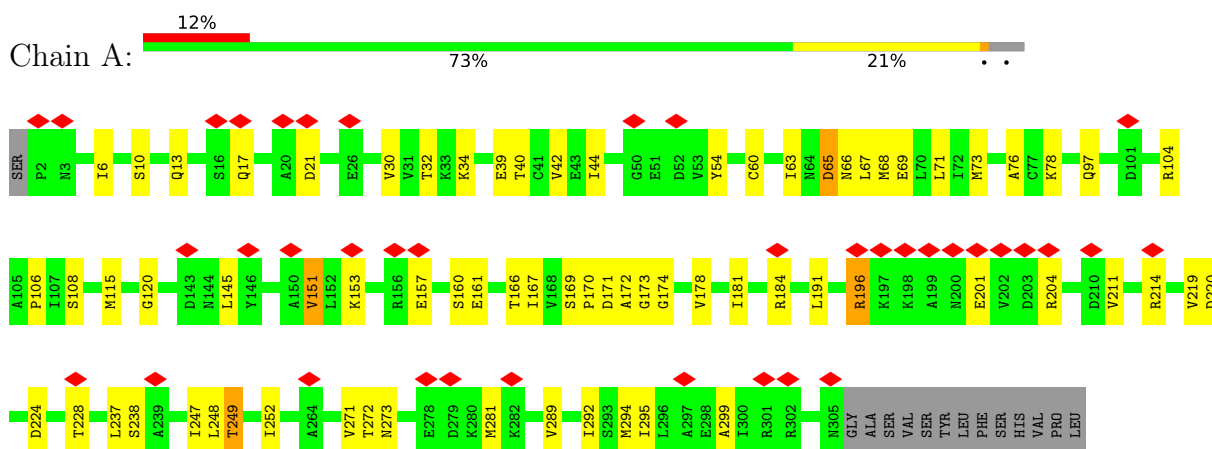 12%
Chain A:
73% 21% • •
SER P2 N3 I6 S10 Q13 S16 Q17 A20 D21 E26 V30 V31 T32 K33 K34 E39 T40 C41 V42 E43 I44 G50 E51 D52 V53 Y54 C60 I63 N64 D65 N66 L67 M68 E69 L70 L71 I72 M73 A76 C77 K78 Q97 D101 R104
A105 P106 I107 S108 M115 G120 D143 N144 L145 Y146 A150 V151 L152 K153 R156 E157 S160 E161 T166 I167 V168 S169 P170 D171 A172 G173 G174 V178 I181 R184 L191 R196 K197 K198 A199 N200 E201 V202 D203 R204 D210 V211 R214 V219 D220
D224 T228 L237 S238 A239 I247 L248 T249 I252 A264 V271 T272 N273 E278 D279 K280 M281 K282 V289 I292 S293 M294 I295 L296 A297 E298 A299 I300 R301 R302 N305 GLY ALA SER VAL SER TYR LEU PHE SER HIS VAL PRO LEU